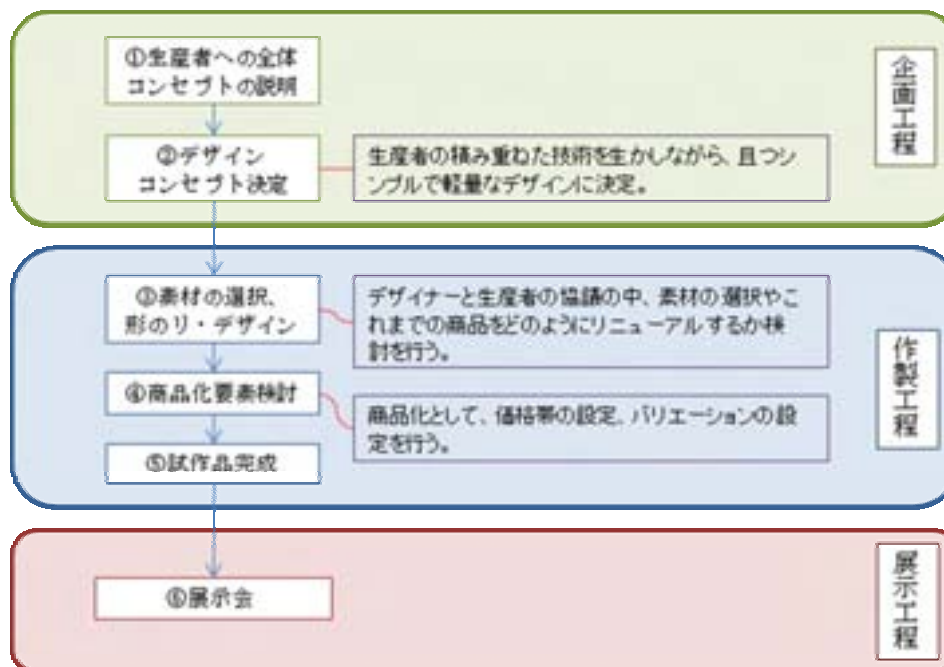 ①生産者への全体
コンセプトの説明
企画工程
②デザイン
コンセプト決定
生産者の積み重ねた技術を生かしながら、且つシ
ンプルで軽量なデザインに決定。
③素材の選択、
形のリ・デザイン
デザイナーと生産者の協議の中、素材の選択やこ
れまでの商品をどのようにリニューアルするか検
討を行う。
作製工程
④商品化要素検討
商品化として、価格帯の設定、バリエーションの設
定を行う。
⑤試作品完成
⑥展示会
展示工程